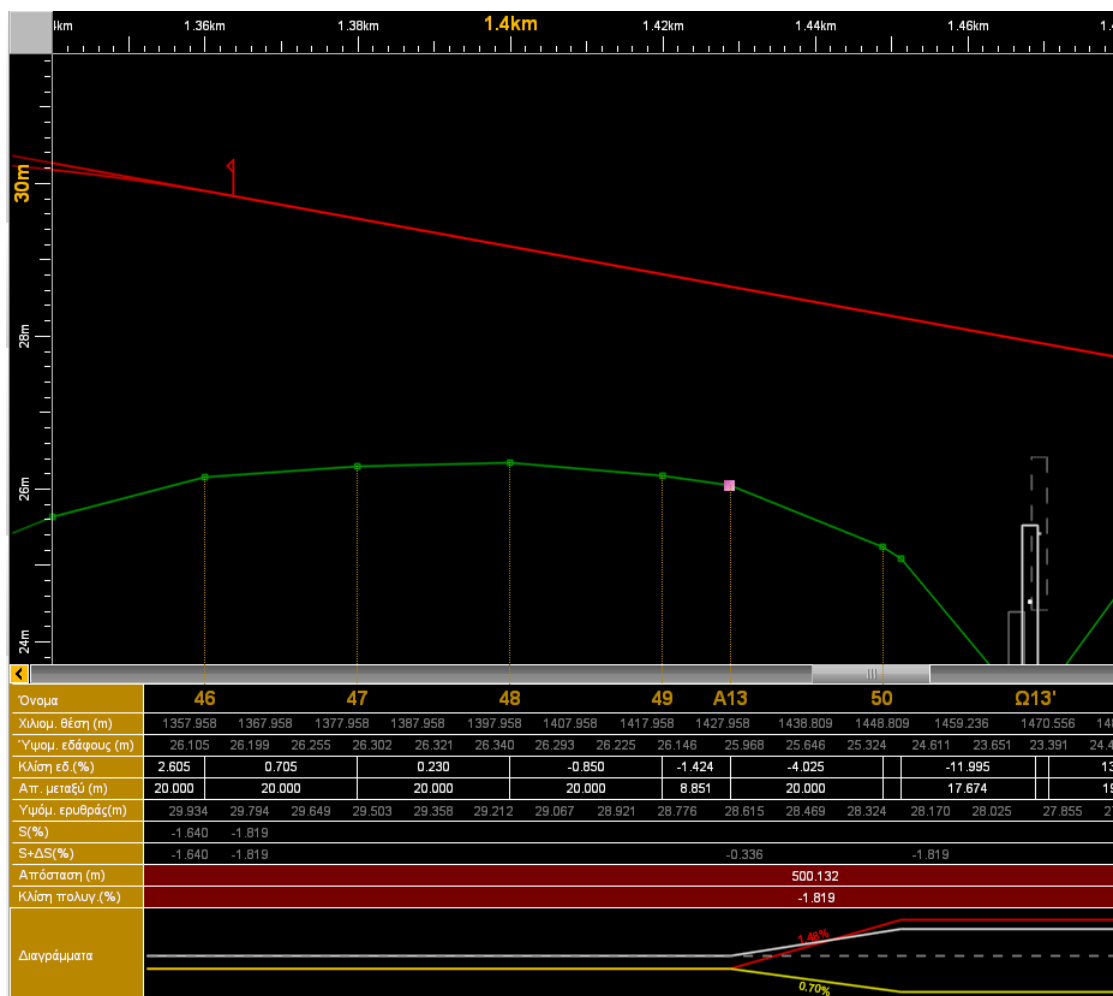 1.36km 1.38km 1.4km 1.42km 1.44km 1.46km
30m
28m
26m
24m
Όνομα 46 47 48 49 Α13 50 Ω13'
Χιλιομ. θέση (m) 1357.958 1367.958 1377.958 1387.958 1397.958 1407.958 1417.958 1427.958 1438.809 1448.809 1459.236 1470.556
Ύψομ. εδάφους (m) 26.105 26.199 26.255 26.302 26.321 26.340 26.293 26.225 26.146 25.968 25.646 25.324 24.611 23.651 23.391 24.4
Κλίση εδ.(%) 2.605 0.705 0.230 -0.850 -1.424 -4.025 -11.995 13
Απ. μεταξύ (m) 20.000 20.000 20.000 20.000 8.851 20.000 17.674 19
Υψόμ. ερυθράς(m) 29.934 29.794 29.649 29.503 29.358 29.212 29.067 28.921 28.776 28.615 28.469 28.324 28.170 28.025 27.855
S(%) -1.640 -1.819
S+ΔS(%) -1.640 -1.819 -0.336 -1.819
Απόσταση (m) 500.132
Κλίση πολυγ.(%) -1.819
1.48%
Διαγράμματα
0.70%